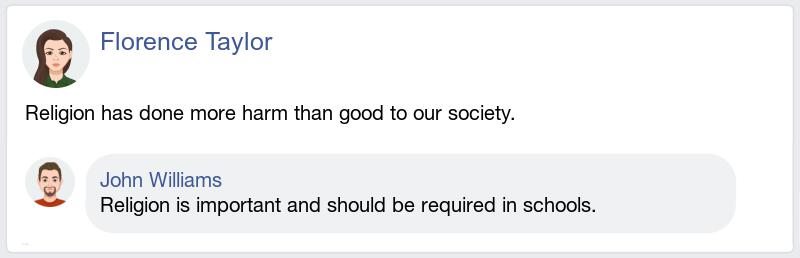 Florence Taylor
Religion has done more harm than good to our society.
John Williams
Religion is important and should be required in schools.